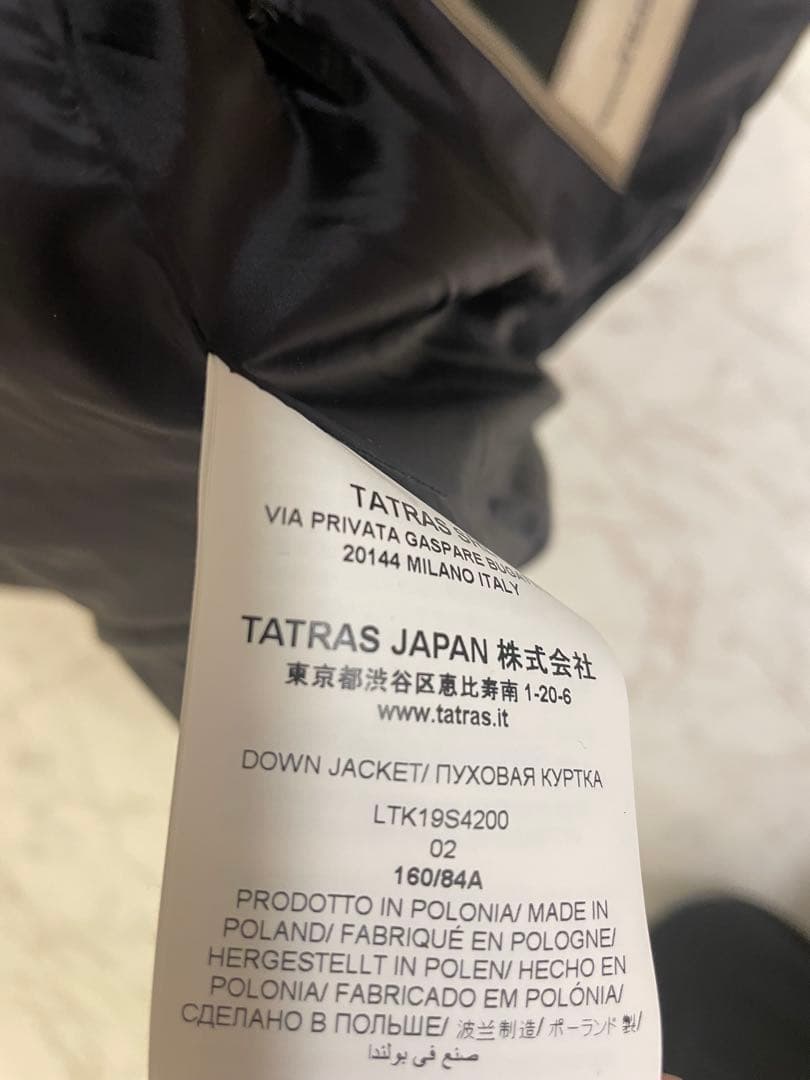 TATRAS
VIA PRIVATA GASPARE
20144 MILANO ITALY
TATRAS JAPAN 株式会社
東京都渋谷区恵比寿南 1-20-6
www.tatras.it
DOWN JACKET/ ПУХОВАЯ КУРТКА
LTK19S4200
02
160/84A
PRODOTTO IN POLONIA/ MADE IN
POLAND/ FABRIQUÉ EN POLOGNE/
HERGESTELLT IN POLEN/ HECHO EN
POLONIA/ FABRICADO EM POLÓNIA/
СДЕЛАНО В ПОЛЬШЕ/ 波兰制造/ ポーランド 製/
صنع في بولندا